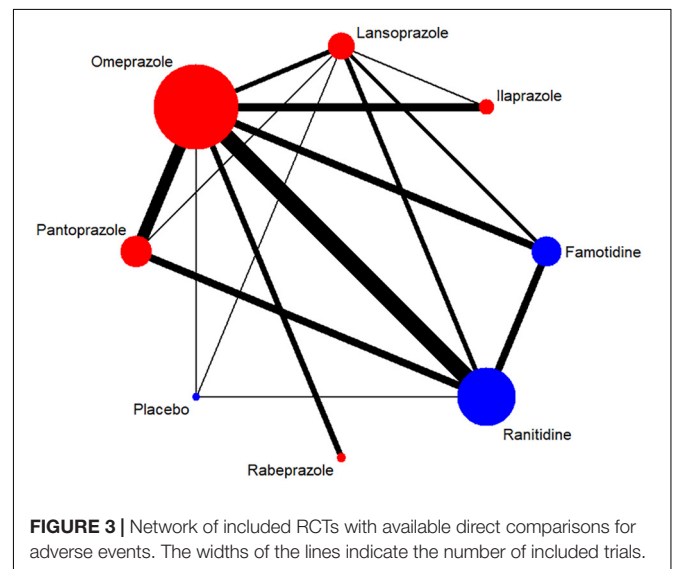 Lansoprazole
Omeprazole
Ilaprazole
Pantoprazole
Famotidine
Placebo
Ranitidine
Rabeprazole
FIGURE 3 | Network of included RCTs with available direct comparisons for
adverse events. The widths of the lines indicate the number of included trials.